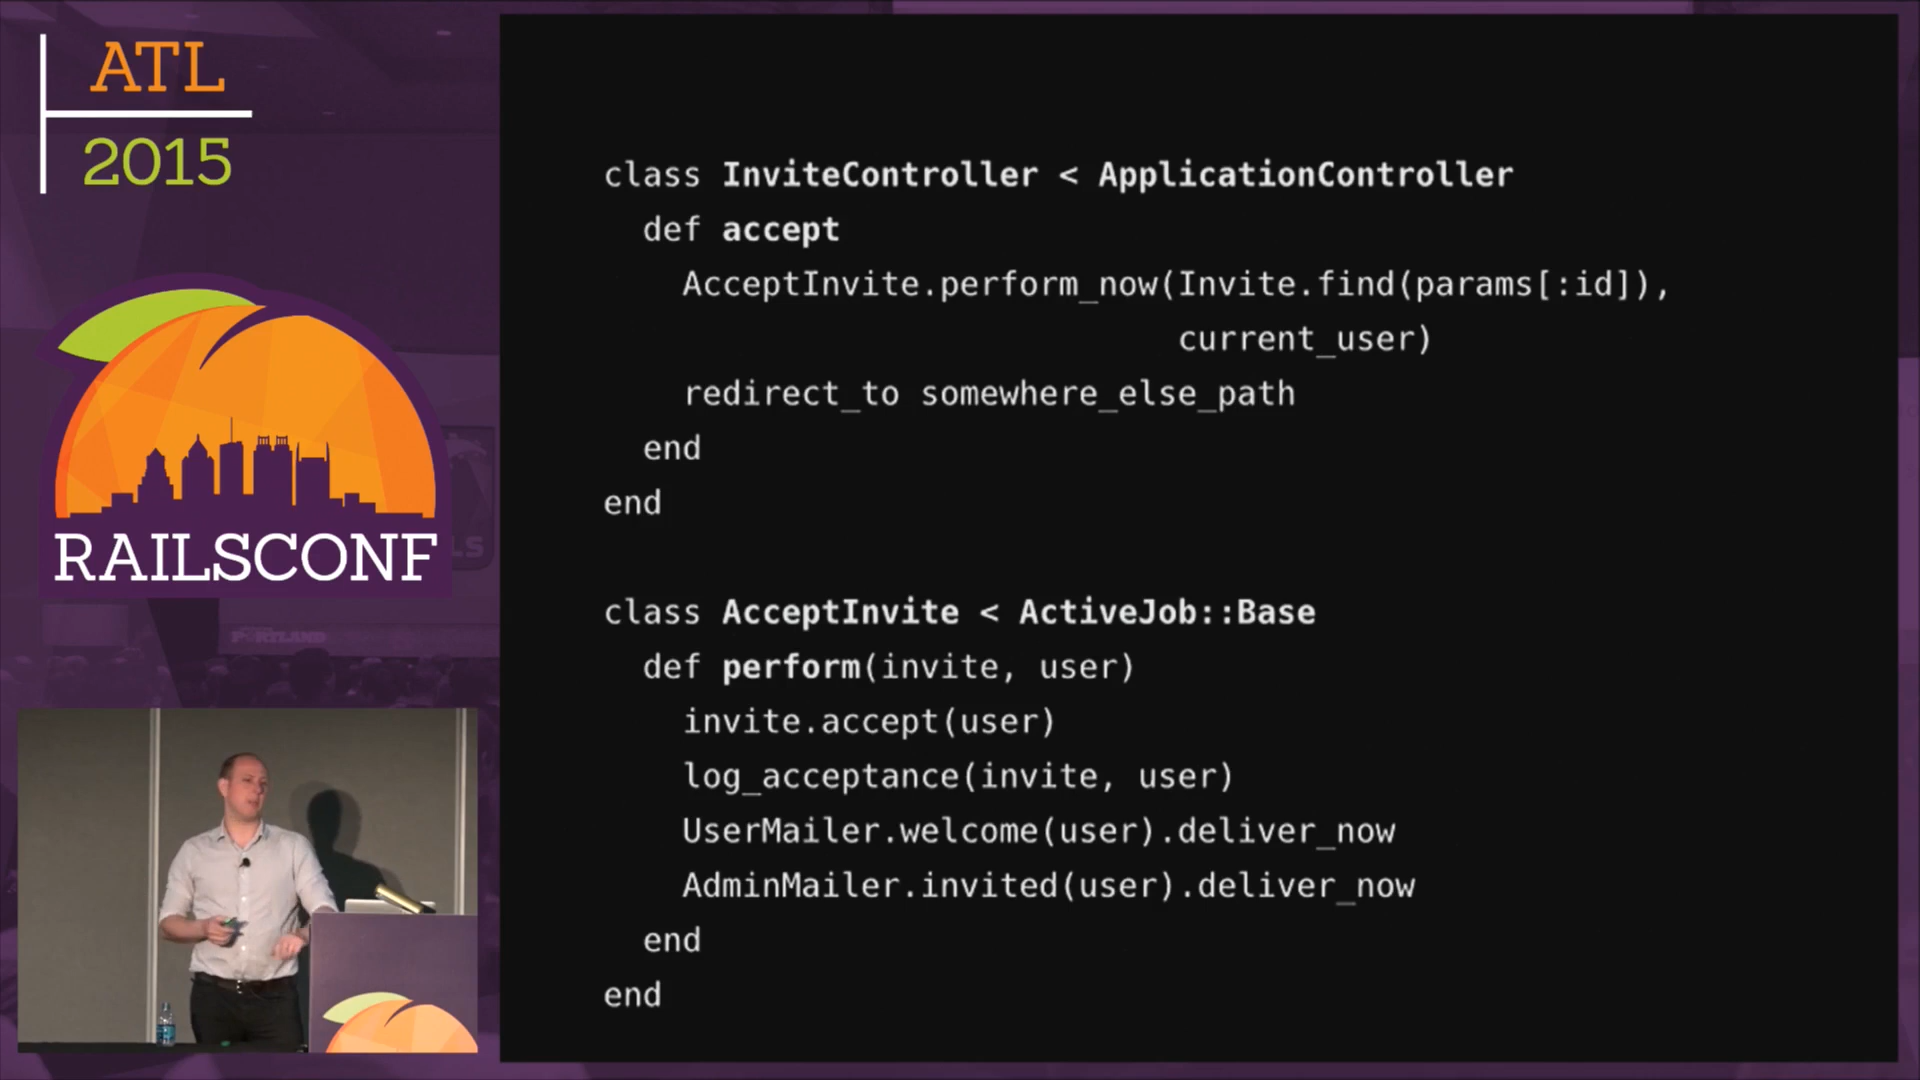 ATL
2015
RAILSCONF
PORTLAND
class InviteController < ApplicationController
  def accept
    AcceptInvite.perform_now(Invite.find(params[:id]),
                             current_user)
    redirect_to somewhere_else_path
  end
end
class AcceptInvite < ActiveJob::Base
  def perform(invite, user)
    invite.accept(user)
    log_acceptance(invite, user)
    UserMailer.welcome(user).deliver_now
    AdminMailer.invited(user).deliver_now
  end
end